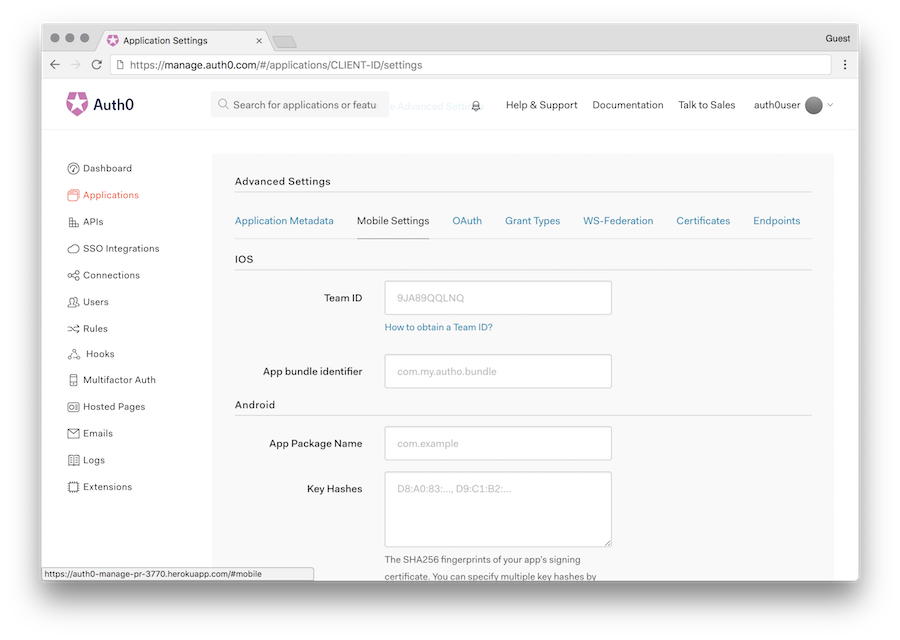 Application Settings
Guest
https://manage.auth0.com/#/applications/CLIENT-ID/settings
Auth0
Search for applications or featu
e Advanced Sett
Help & Support
Documentation
Talk to Sales
auth0user
Dashboard
Applications
APIs
SSO Integrations
Connections
Users
Rules
Hooks
Multifactor Auth
Hosted Pages
Emails
Logs
Extensions
Advanced Settings
Application Metadata
Mobile Settings
OAuth
Grant Types
WS-Federation
Certificates
Endpoints
IOS
Team ID
9JA89QQLNQ
How to obtain a Team ID?
App bundle identifier
com.my.autho.bundle
Android
App Package Name
com.example
Key Hashes
D8:A0:83:..., D9:C1:B2:...
The SHA256 fingerprints of your app's signing
certificate. You can specify multiple key hashes by
https://auth0-manage-pr-3770.herokuapp.com/#mobile